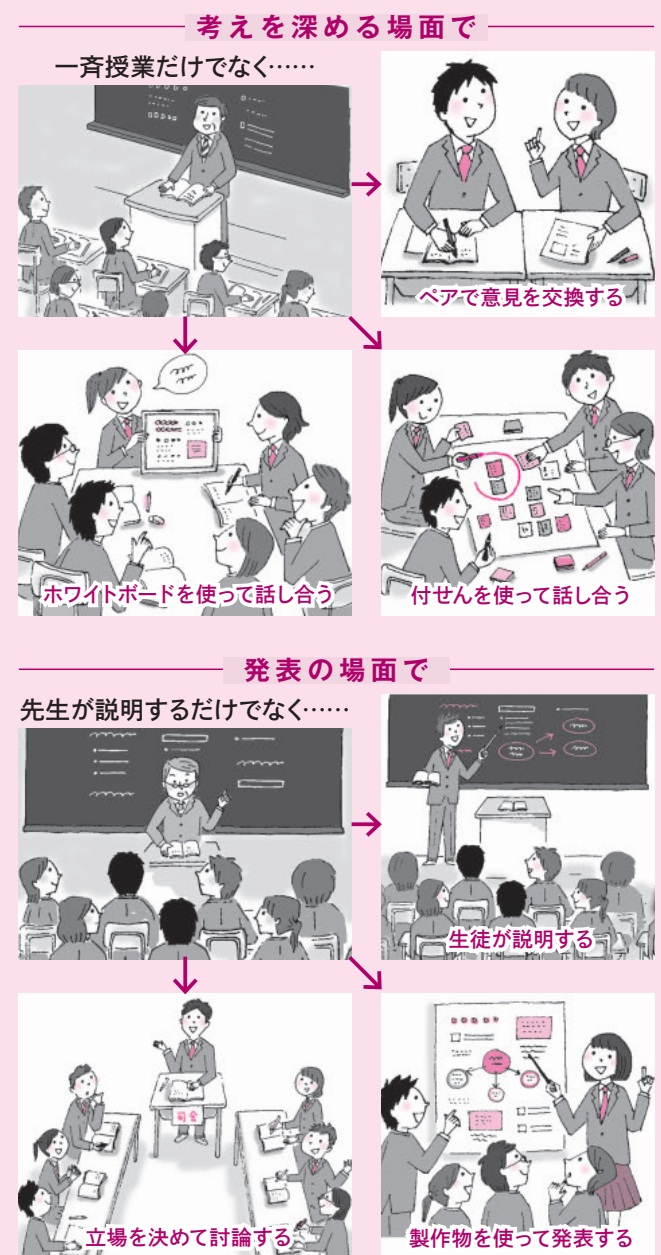 考えを深める場面で
一斉授業だけでなく……
ペアで意見を交換する
ホワイトボードを使って話し合う
付せんを使って話し合う
発表の場面で
先生が説明するだけでなく……
生徒が説明する
司会
立場を決めて討論する
製作物を使って発表する